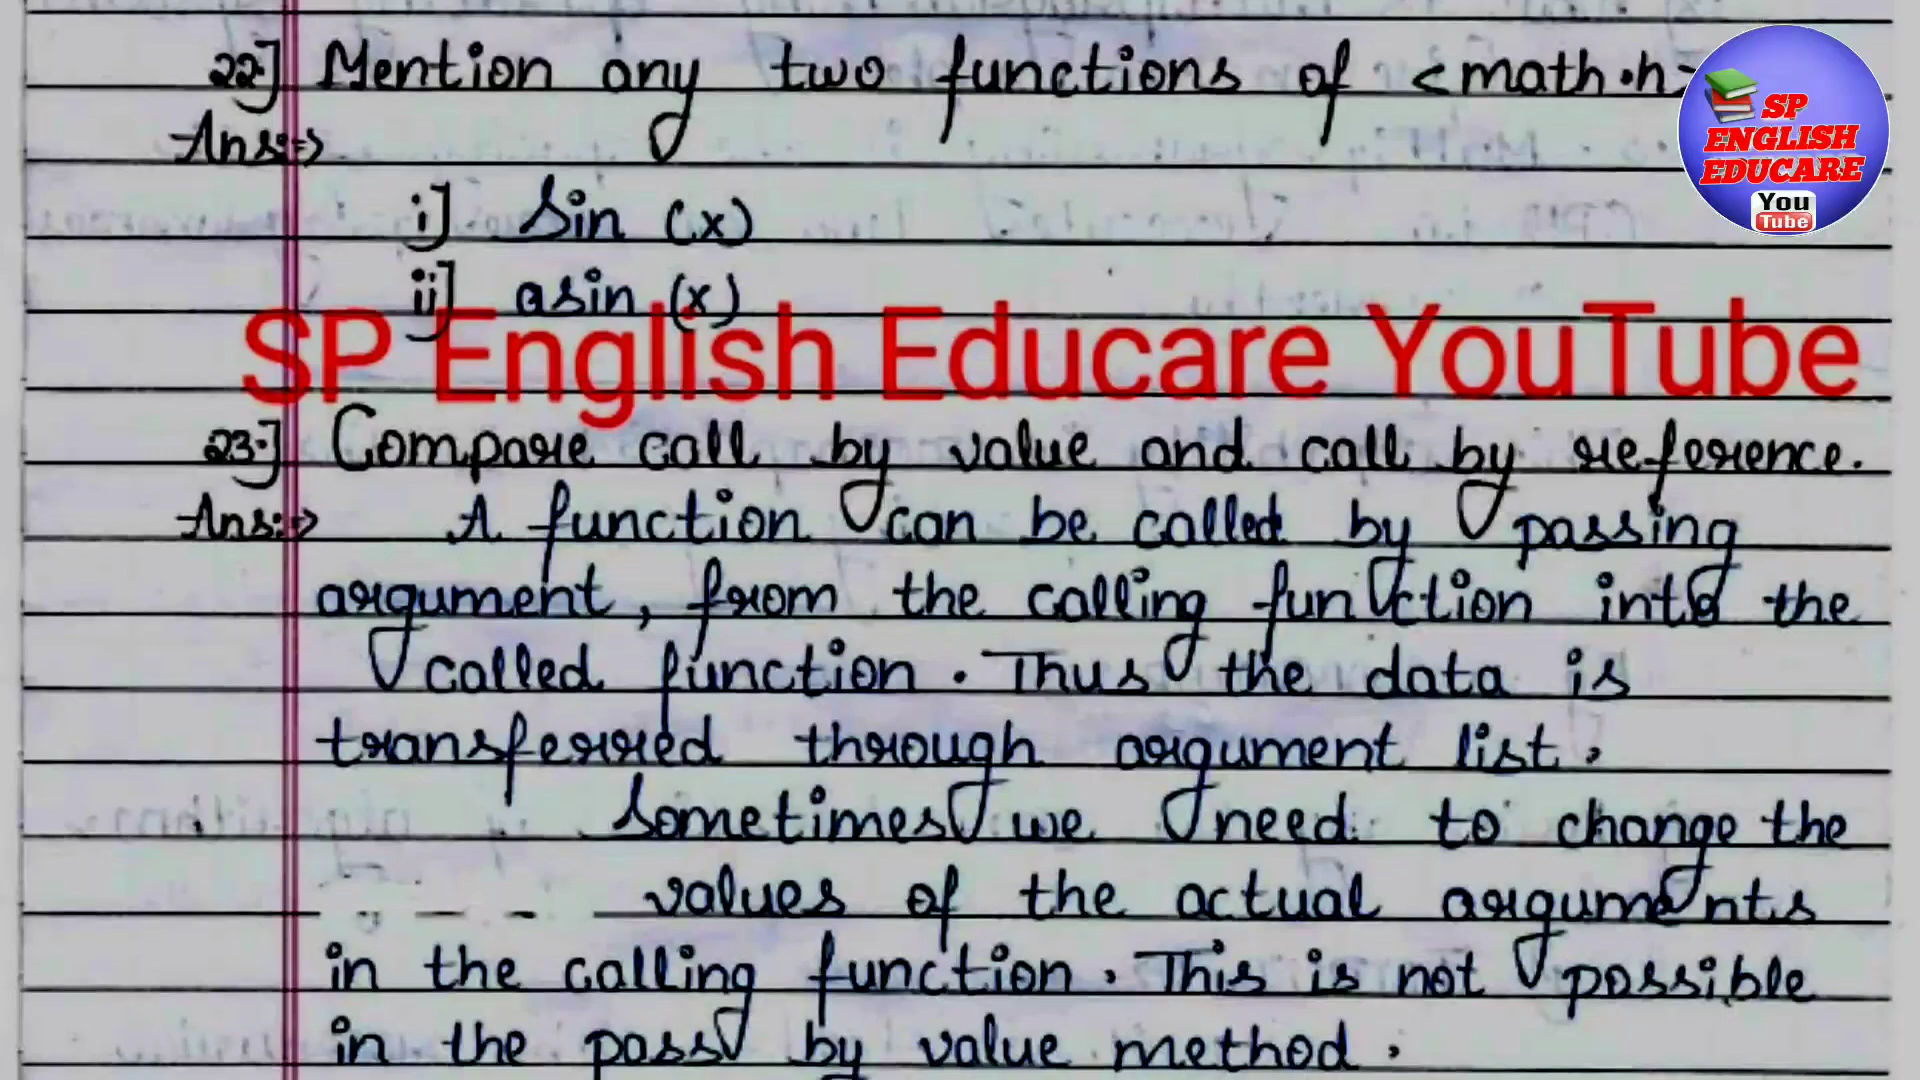 22.] Mention any two functions of <math.h>
Ans:->
i] Sin (x)
ii] asin (x)
SP English Educare YouTube
23.] Compare call by value and call by reference.
Ans:-> A function can be called by passing
argument, from the calling function into the
called function. Thus the data is
transferred through argument list.
Sometimes we need to change the
values of the actual arguments
in the calling function. This is not possible
in the pass by value method.
SP
ENGLISH
EDUCARE
You
Tube